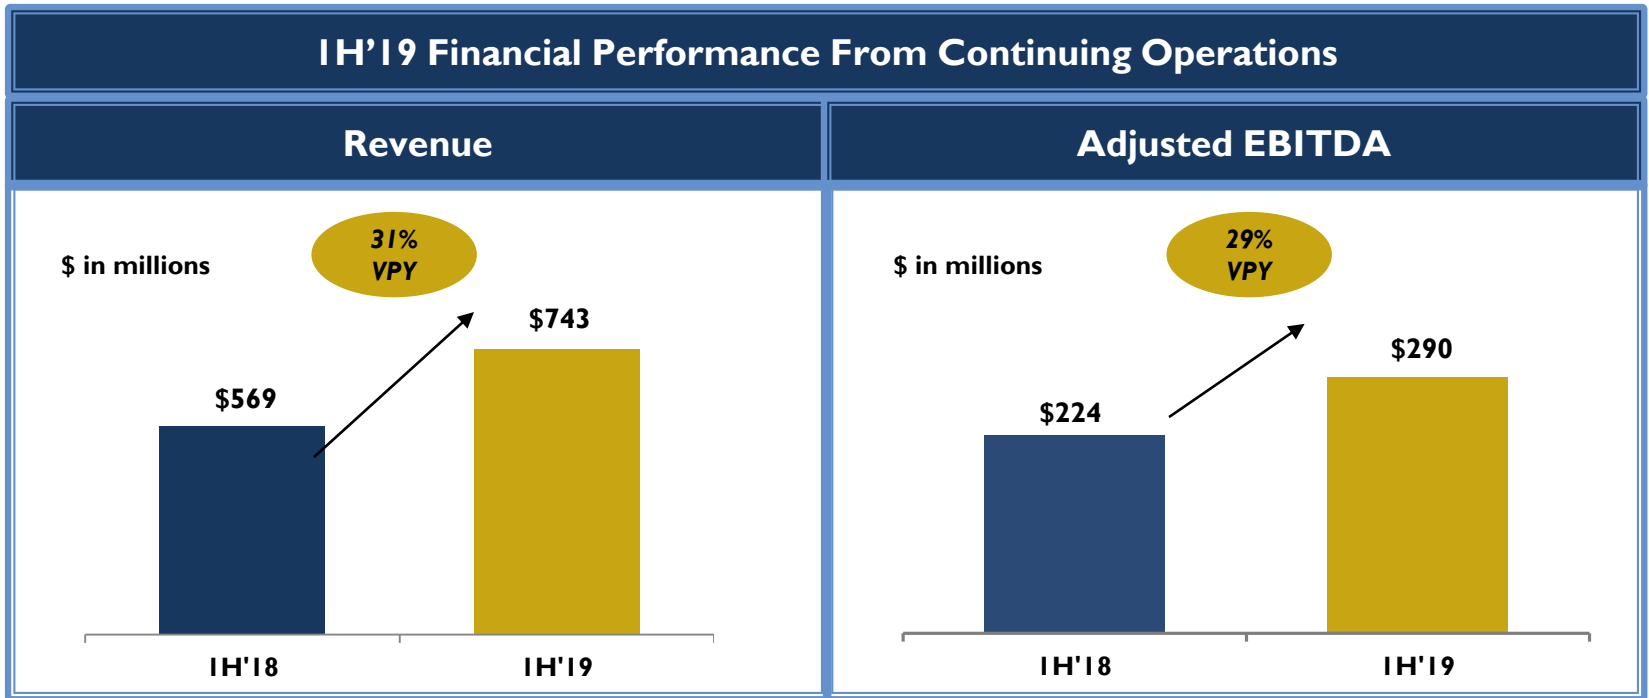 1H’19 Financial Performance From Continuing Operations
Revenue
$ in millions
31%
VPY
$569
$743
1H'18
1H'19
Adjusted EBITDA
$ in millions
29%
VPY
$224
$290
1H'18
1H'19